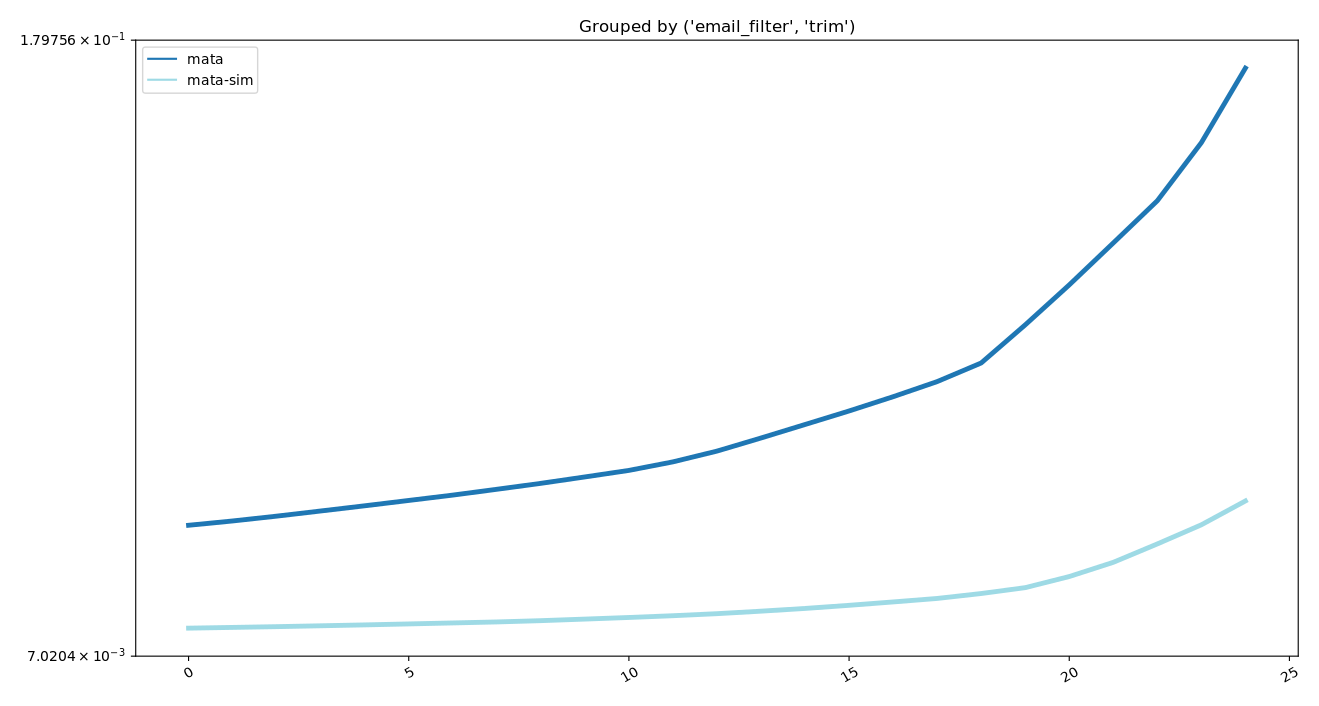 Grouped by ('email_filter', 'trim')
1.79756 × 10⁻¹
mata
mata-sim
7.0204 × 10⁻³
0 5 10 15 20 25